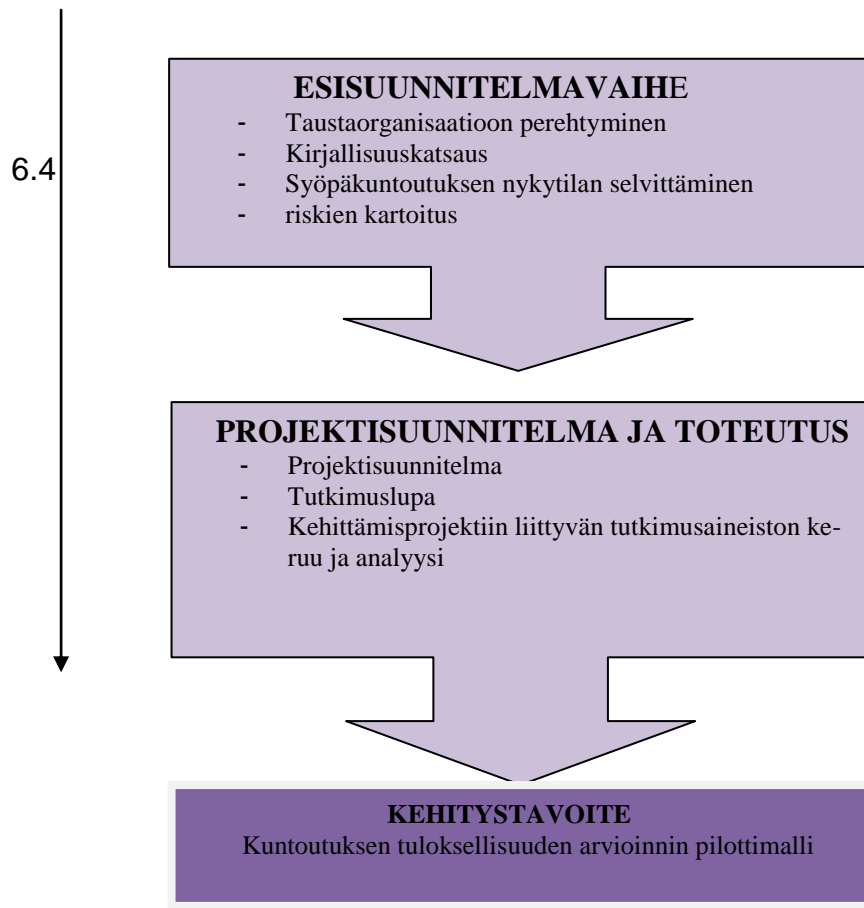 ESISUUNNITELMAVAIHE
- Taustaorganisaatioon perehtyminen
- Kirjallisuuskatsaus
6.4
- Syöpäkuntoutuksen nykytilan selvittäminen
- riskien kartoitus
PROJEKTISUUNNITELMA JA TOTEUTUS
- Projektisuunnitelma
- Tutkimuslupa
- Kehittämisprojektiin liittyvän tutkimusaineiston ke-
ruu ja analyysi
KEHITYSTAVOITE
Kuntoutuksen tuloksellisuuden arvioinnin pilottimalli